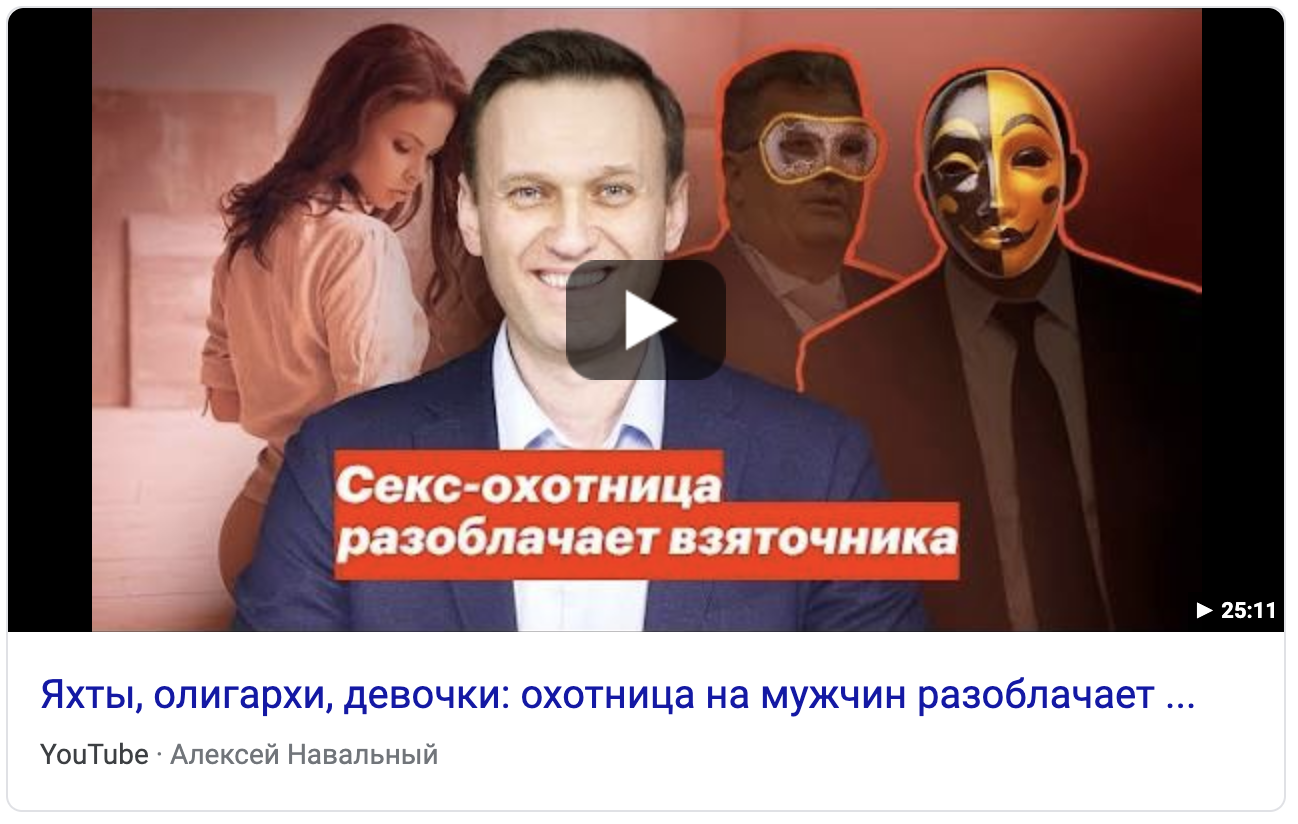 Секс-охотница
разоблачает взяточника
25:11
Яхты, олигархи, девочки: охотница на мужчин разоблачает ...
YouTube · Алексей Навальный